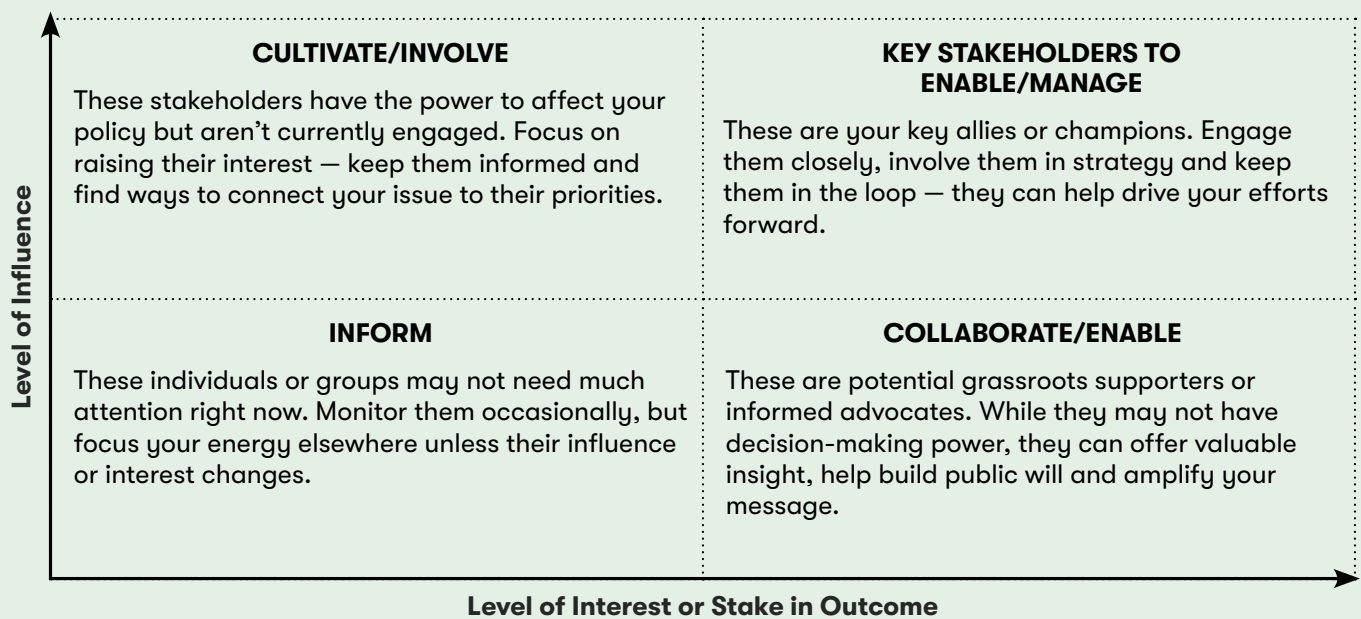 Level of Influence
CULTIVATE/INVOLVE
These stakeholders have the power to affect your
policy but aren’t currently engaged. Focus on
raising their interest — keep them informed and
find ways to connect your issue to their priorities.
KEY STAKEHOLDERS TO
ENABLE/MANAGE
These are your key allies or champions. Engage
them closely, involve them in strategy and keep
them in the loop — they can help drive your efforts
forward.
INFORM
These individuals or groups may not need much
attention right now. Monitor them occasionally, but
focus your energy elsewhere unless their influence
or interest changes.
COLLABORATE/ENABLE
These are potential grassroots supporters or
informed advocates. While they may not have
decision-making power, they can offer valuable
insight, help build public will and amplify your
message.
Level of Interest or Stake in Outcome